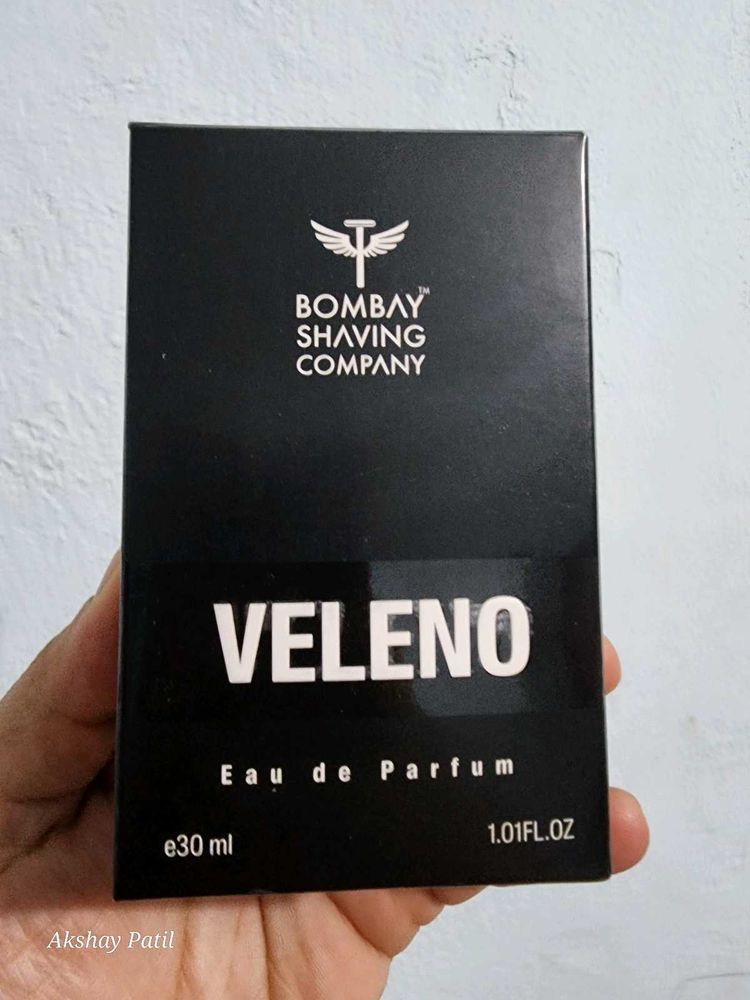 BOMBAY™
SHAVING
COMPANY
VELENO
Eau de Parfum
e30 ml
1.01FL.OZ
Akshay Patil